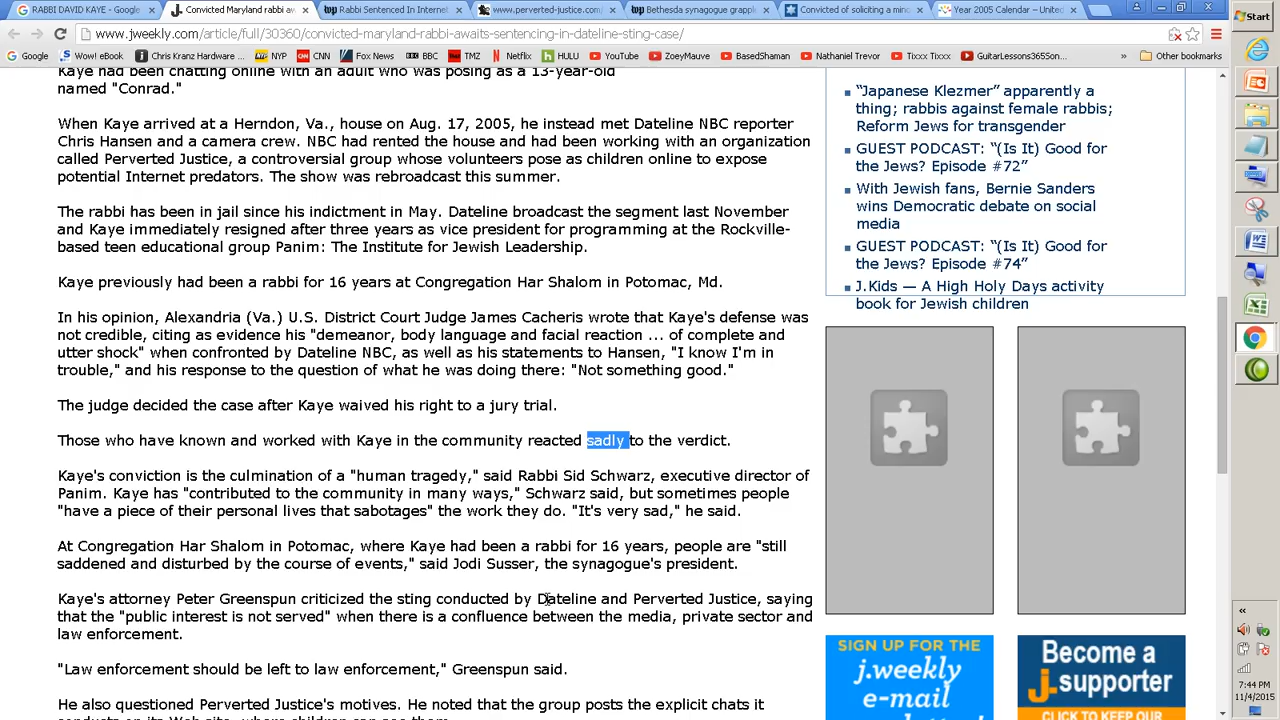 RABBI DAVID KAYE - Google
Convicted Maryland rabbi aw
Rabbi Sentenced In Internet
www.perverted-justice.com/
Bethesda synagogue grapple
Convicted of soliciting a mino
Year 2005 Calendar – United
Start
www.jweekly.com/article/full/30360/convicted-maryland-rabbi-awaits-sentencing-in-dateline-sting-case/
Google
Wow! eBook
Chris Kranz Hardware ...
NYP
CNN
Fox News
BBC
TMZ
Netflix
HULU
YouTube
ZoeyMauve
BasedShaman
Nathaniel Trevor
Tixxx Tixxx
GuitarLessons365Son...
»
Other bookmarks
Kaye had been chatting online with an adult who was posing as a 13-year-old
named "Conrad."
When Kaye arrived at a Herndon, Va., house on Aug. 17, 2005, he instead met Dateline NBC reporter
Chris Hansen and a camera crew. NBC had rented the house and had been working with an organization
called Perverted Justice, a controversial group whose volunteers pose as children online to expose
potential Internet predators. The show was rebroadcast this summer.
The rabbi has been in jail since his indictment in May. Dateline broadcast the segment last November
and Kaye immediately resigned after three years as vice president for programming at the Rockville-
based teen educational group Panim: The Institute for Jewish Leadership.
Kaye previously had been a rabbi for 16 years at Congregation Har Shalom in Potomac, Md.
In his opinion, Alexandria (Va.) U.S. District Court Judge James Cacheris wrote that Kaye's defense was
not credible, citing as evidence his "demeanor, body language and facial reaction ... of complete and
utter shock" when confronted by Dateline NBC, as well as his statements to Hansen, "I know I'm in
trouble," and his response to the question of what he was doing there: "Not something good."
The judge decided the case after Kaye waived his right to a jury trial.
Those who have known and worked with Kaye in the community reacted sadly to the verdict.
Kaye's conviction is the culmination of a "human tragedy," said Rabbi Sid Schwarz, executive director of
Panim. Kaye has "contributed to the community in many ways," Schwarz said, but sometimes people
"have a piece of their personal lives that sabotages" the work they do. "It's very sad," he said.
At Congregation Har Shalom in Potomac, where Kaye had been a rabbi for 16 years, people are "still
saddened and disturbed by the course of events," said Jodi Susser, the synagogue's president.
Kaye's attorney Peter Greenspun criticized the sting conducted by Dateline and Perverted Justice, saying
that the "public interest is not served" when there is a confluence between the media, private sector and
law enforcement.
"Law enforcement should be left to law enforcement," Greenspun said.
He also questioned Perverted Justice's motives. He noted that the group posts the explicit chats it
"Japanese Klezmer" apparently a
thing; rabbis against female rabbis;
Reform Jews for transgender
GUEST PODCAST: "(Is It) Good for
the Jews? Episode #72"
With Jewish fans, Bernie Sanders
wins Democratic debate on social
media
GUEST PODCAST: "(Is It) Good for
the Jews? Episode #74"
J.Kids — A High Holy Days activity
book for Jewish children
SIGN UP FOR THE
j.weekly
e-mail
Become a
j.supporter
CLICK TO KEEP OUR
7:44 PM
11/4/2015